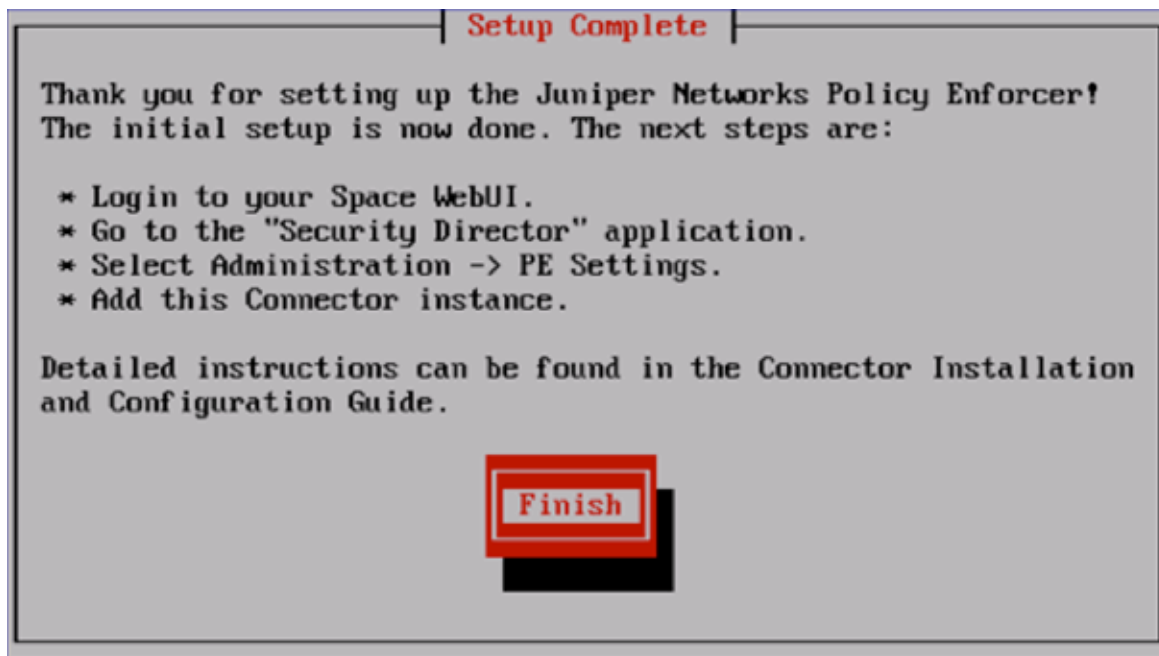 Setup Complete
Thank you for setting up the Juniper Networks Policy Enforcer!
The initial setup is now done. The next steps are:
* Login to your Space WebUI.
* Go to the "Security Director" application.
* Select Administration -> PE Settings.
* Add this Connector instance.
Detailed instructions can be found in the Connector Installation
and Configuration Guide.
Finish